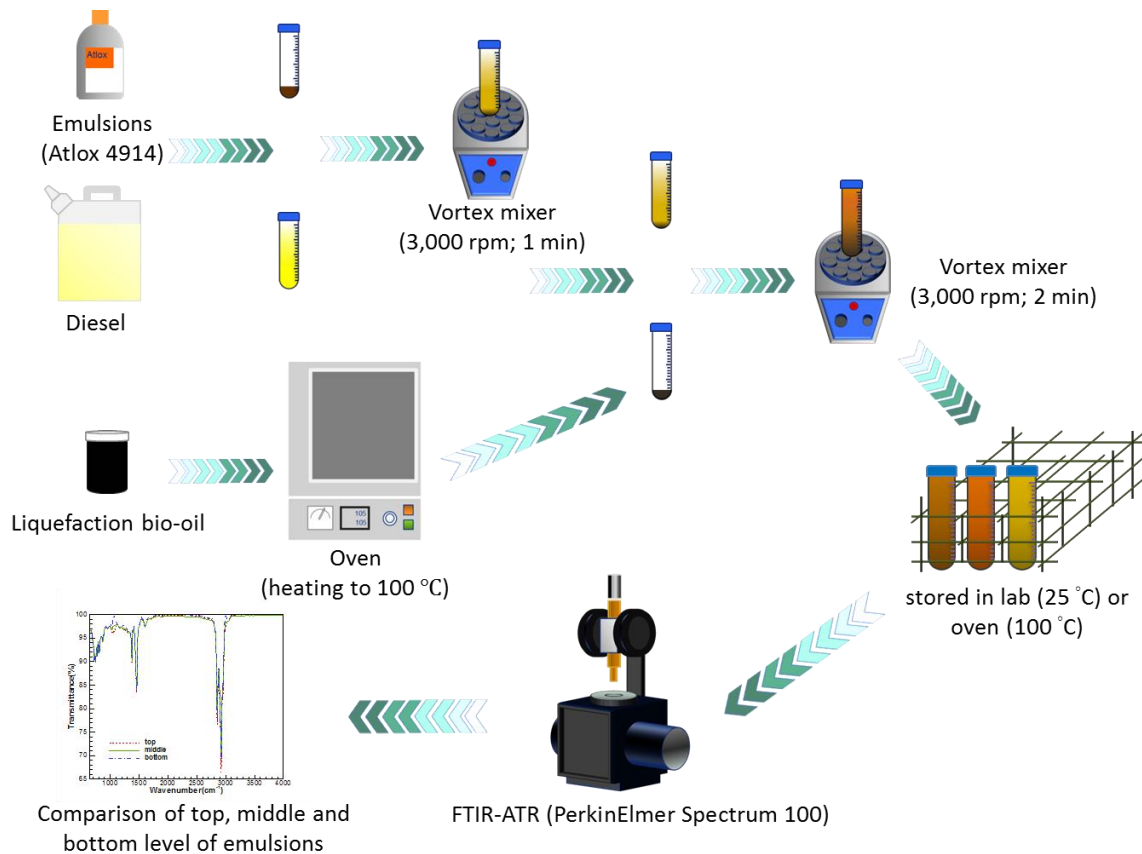 Atlox
Emulsions
(Atlox 4914)
Vortex mixer
(3,000 rpm; 1 min)
Diesel
Vortex mixer
(3,000 rpm; 2 min)
Liquefaction bio-oil
105
105
Oven
(heating to 100 °C)
stored in lab (25 °C) or
oven (100 °C)
FTIR-ATR (PerkinElmer Spectrum 100)
100
95
90
85
80
75
70
65
Transmittance(%)
top
middle
bottom
1000 2000 3000 4000
Wavenumber(cm⁻¹)
Comparison of top, middle and
bottom level of emulsions